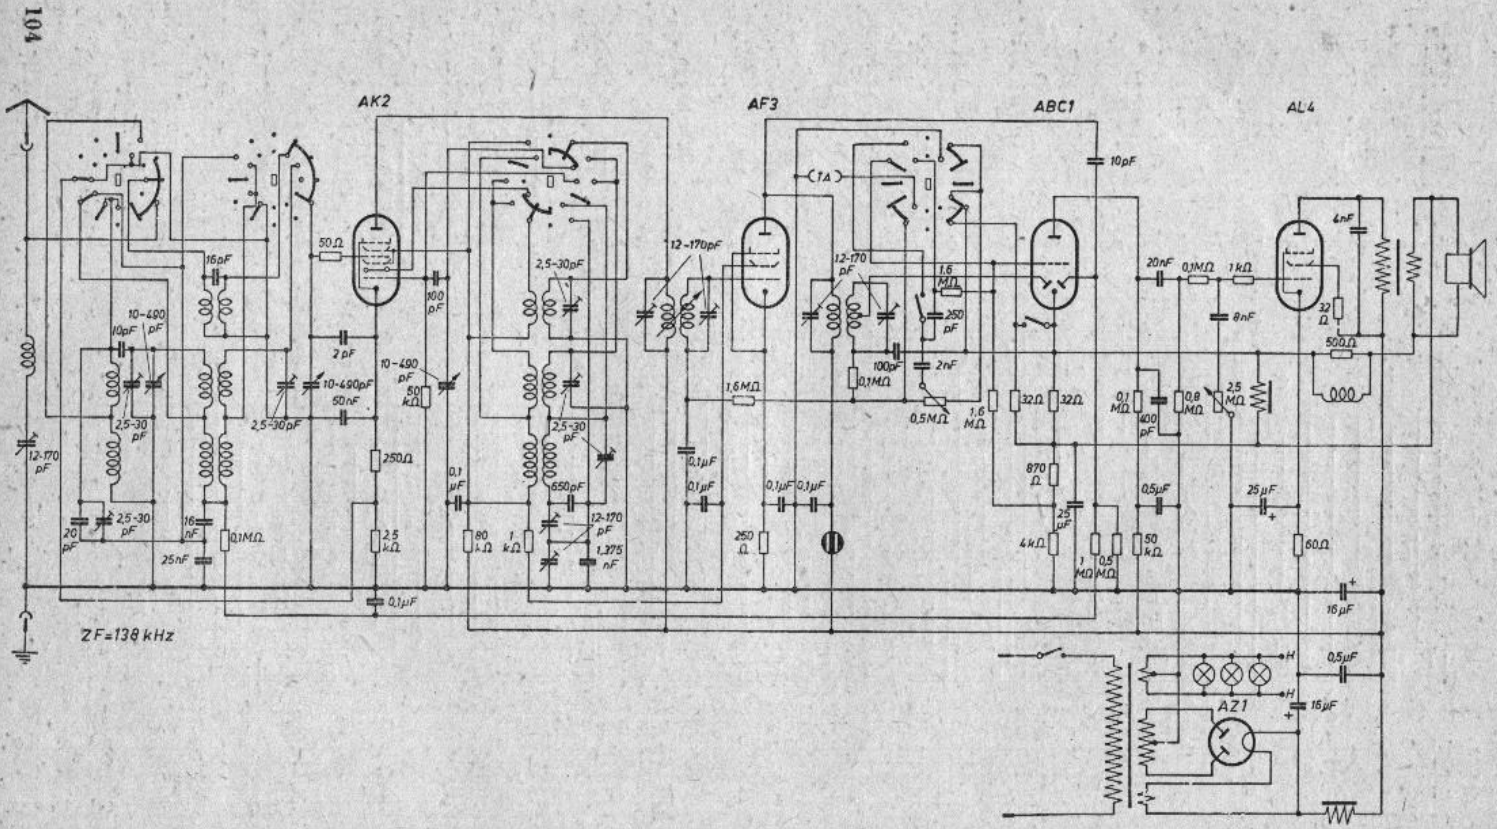 104
AK2
AF3
ABC1
AL4
10pF
(TA)
4nF
16pF
50Ω
2,5-30pF
12-170pF
12-170
pF
1,6
MΩ
20nF
0,1MΩ
1kΩ
100
pF
250
pF
32
Ω
8nF
10-490
pF
10pF
2pF
10-490
pF
500Ω
100pF
2nF
10-490pF
50
kΩ
0,1MΩ
1,6MΩ
50nF
32Ω
32Ω
0,1
MΩ
0,8
MΩ
2,5
MΩ
400
pF
0,5MΩ
1,6
MΩ
2,5-30
pF
2,5-30pF
2,5-30
pF
12-170
pF
250Ω
0,1
µF
0,1µF
870
Ω
650pF
0,1µF
0,1µF
0,1µF
0,5µF
25µF
+
20
pF
2,5-30
pF
16
nF
0,1MΩ
12-170
pF
25
µF
2,5
kΩ
80
kΩ
1
kΩ
250
Ω
4kΩ
50
kΩ
60Ω
25nF
1,375
nF
1
MΩ
0,5
MΩ
0,1µF
+
16µF
ZF=138 kHz
H
0,5µF
H
AZ1
16µF
+